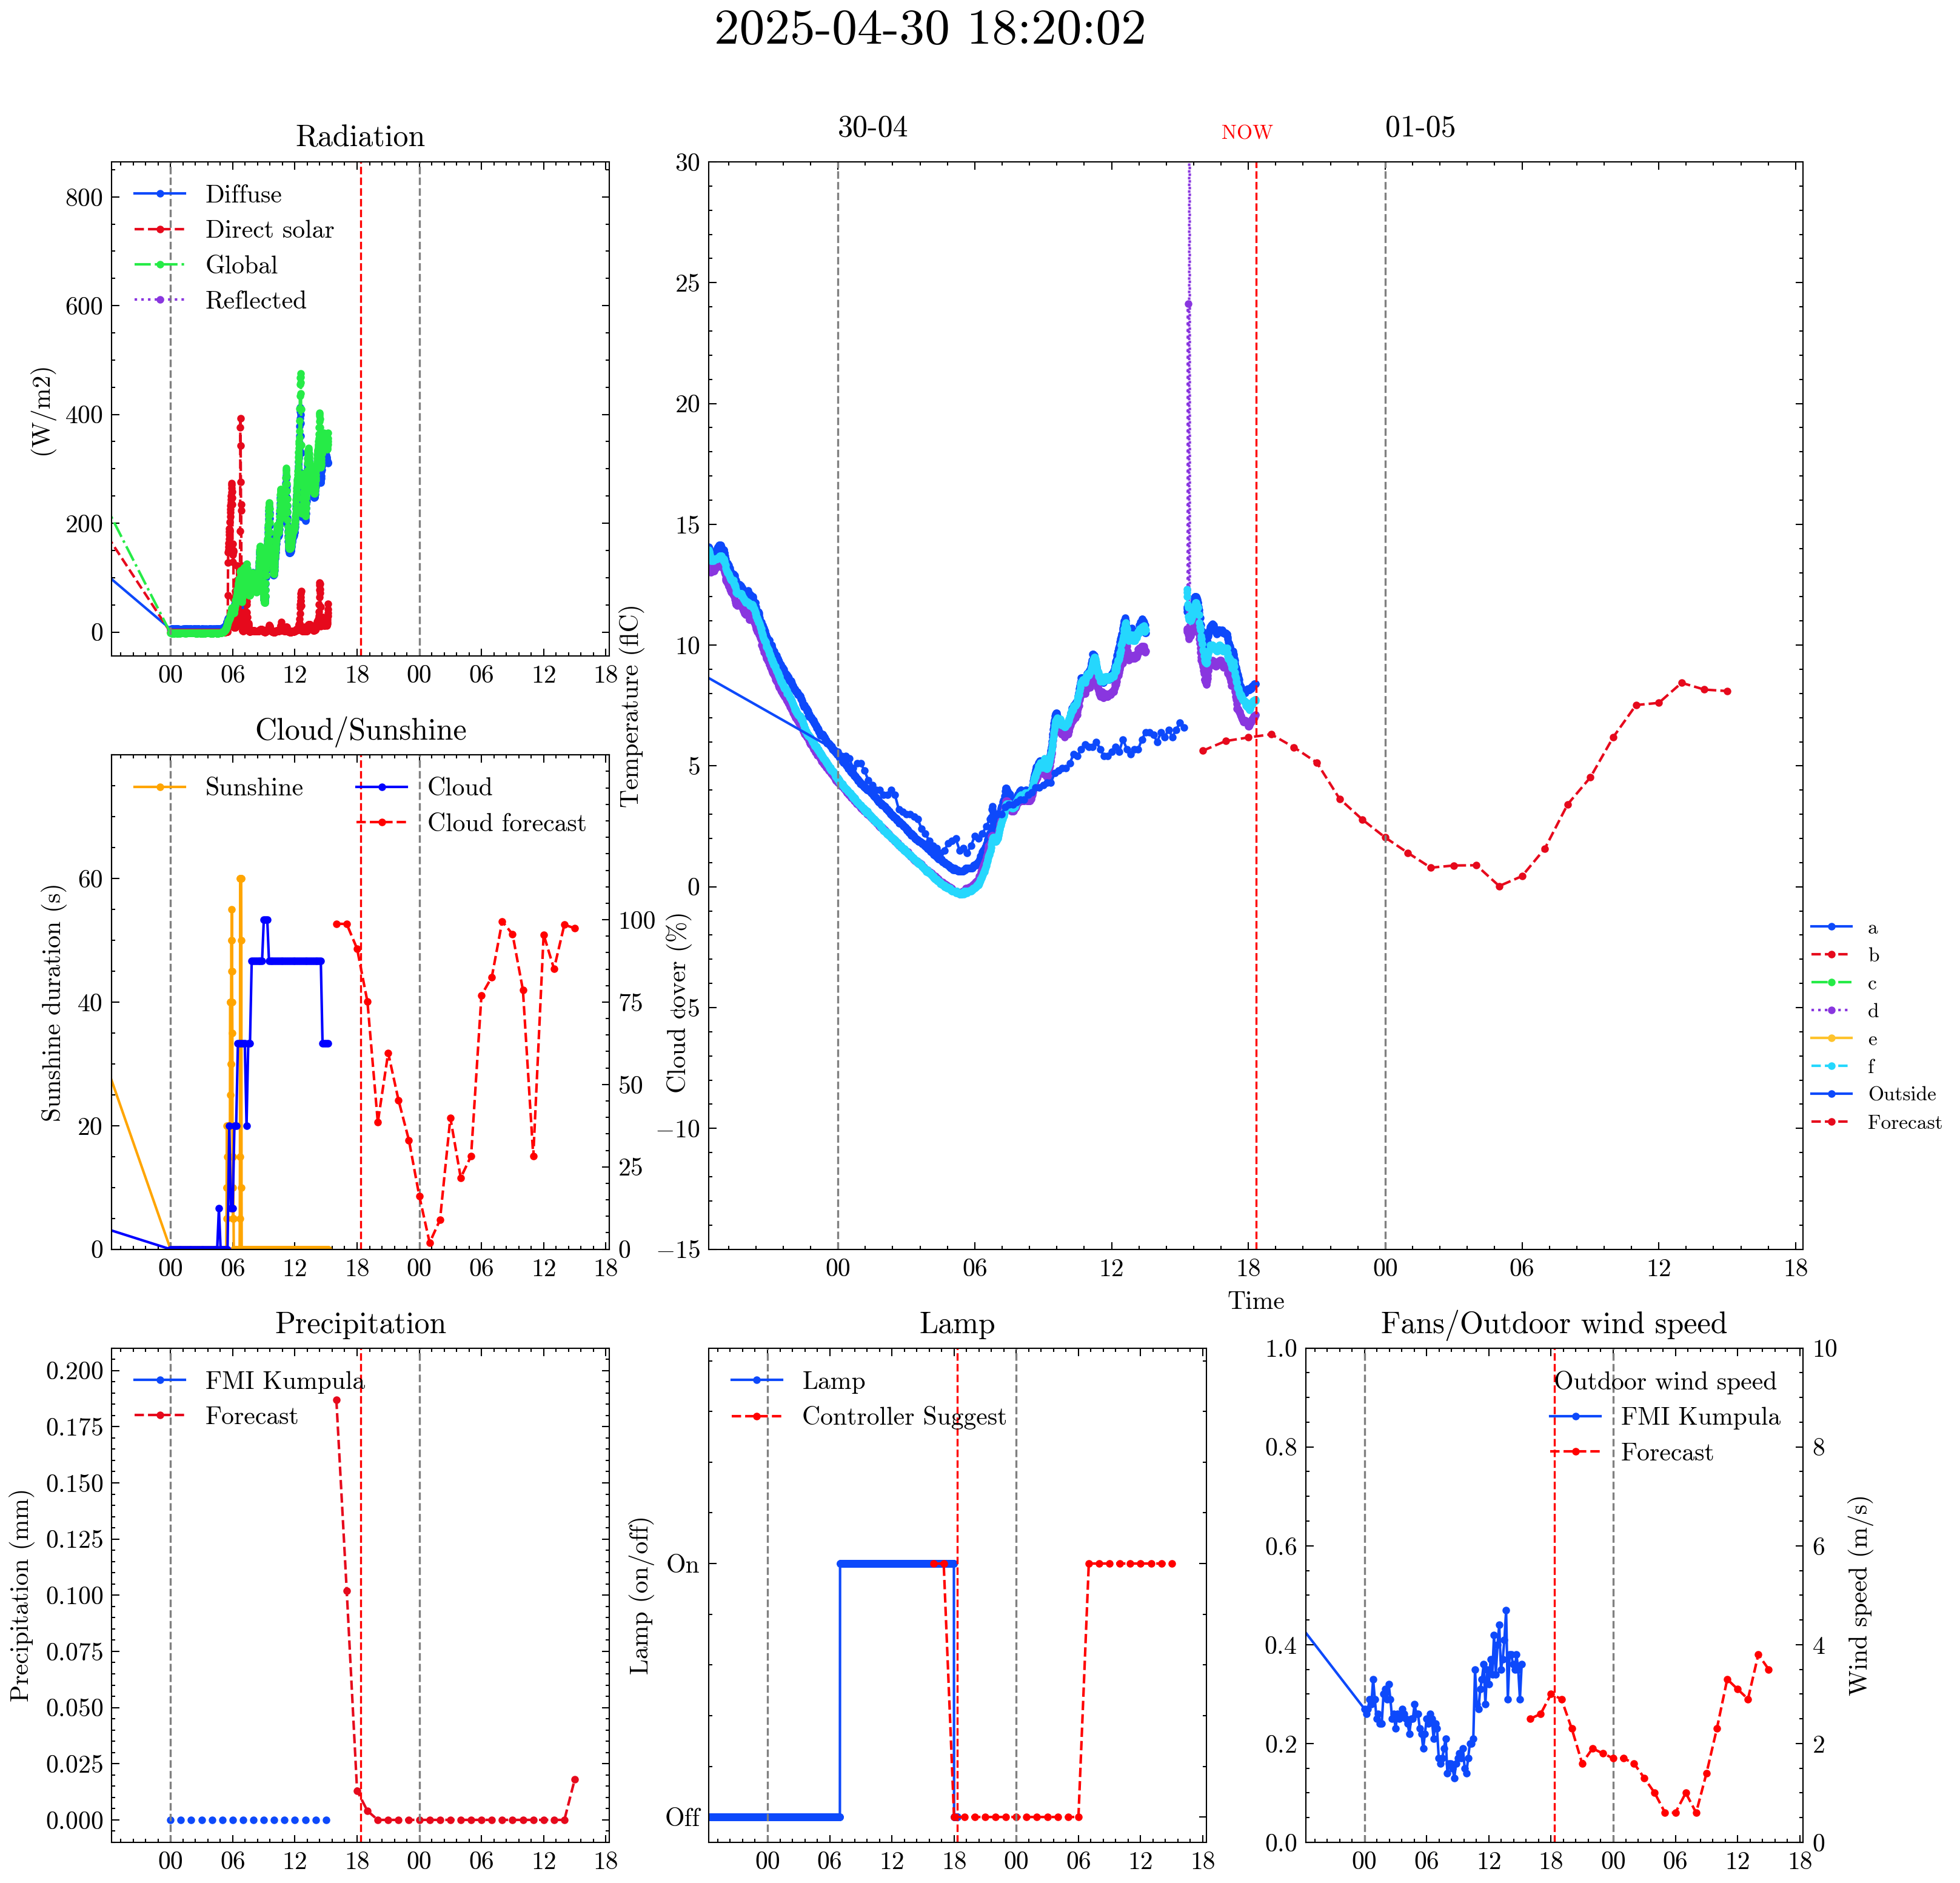 2025-04-30 18:20:02
Radiation
800
600
400
200
0
(W/m2)
Diffuse
Direct solar
Global
Reflected
00 06 12 18 00 06 12 18
30-04 NOW 01-05
30
25
20
15
10
5
0
−5
−10
−15
Temperature (flC)
00 06 12 18 00 06 12 18
Time
a
b
c
d
e
f
Outside
Forecast
Cloud/Sunshine
Sunshine
Cloud
Cloud forecast
60
40
20
0
Sunshine duration (s)
100
75
50
25
0
Cloud cover (%)
00 06 12 18 00 06 12 18
Precipitation
FMI Kumpula
Forecast
0.200
0.175
0.150
0.125
0.100
0.075
0.050
0.025
0.000
Precipitation (mn)
00 06 12 18 00 06 12 18
Lamp
Lamp
Controller Suggest
On
Off
Lamp (on/off)
00 06 12 18 00 06 12 18
Fans/Outdoor wind speed
Outdoor wind speed
FMI Kumpula
Forecast
1.0
0.8
0.6
0.4
0.2
0.0
10
8
6
4
2
0
Wind speed (m/s)
00 06 12 18 00 06 12 18